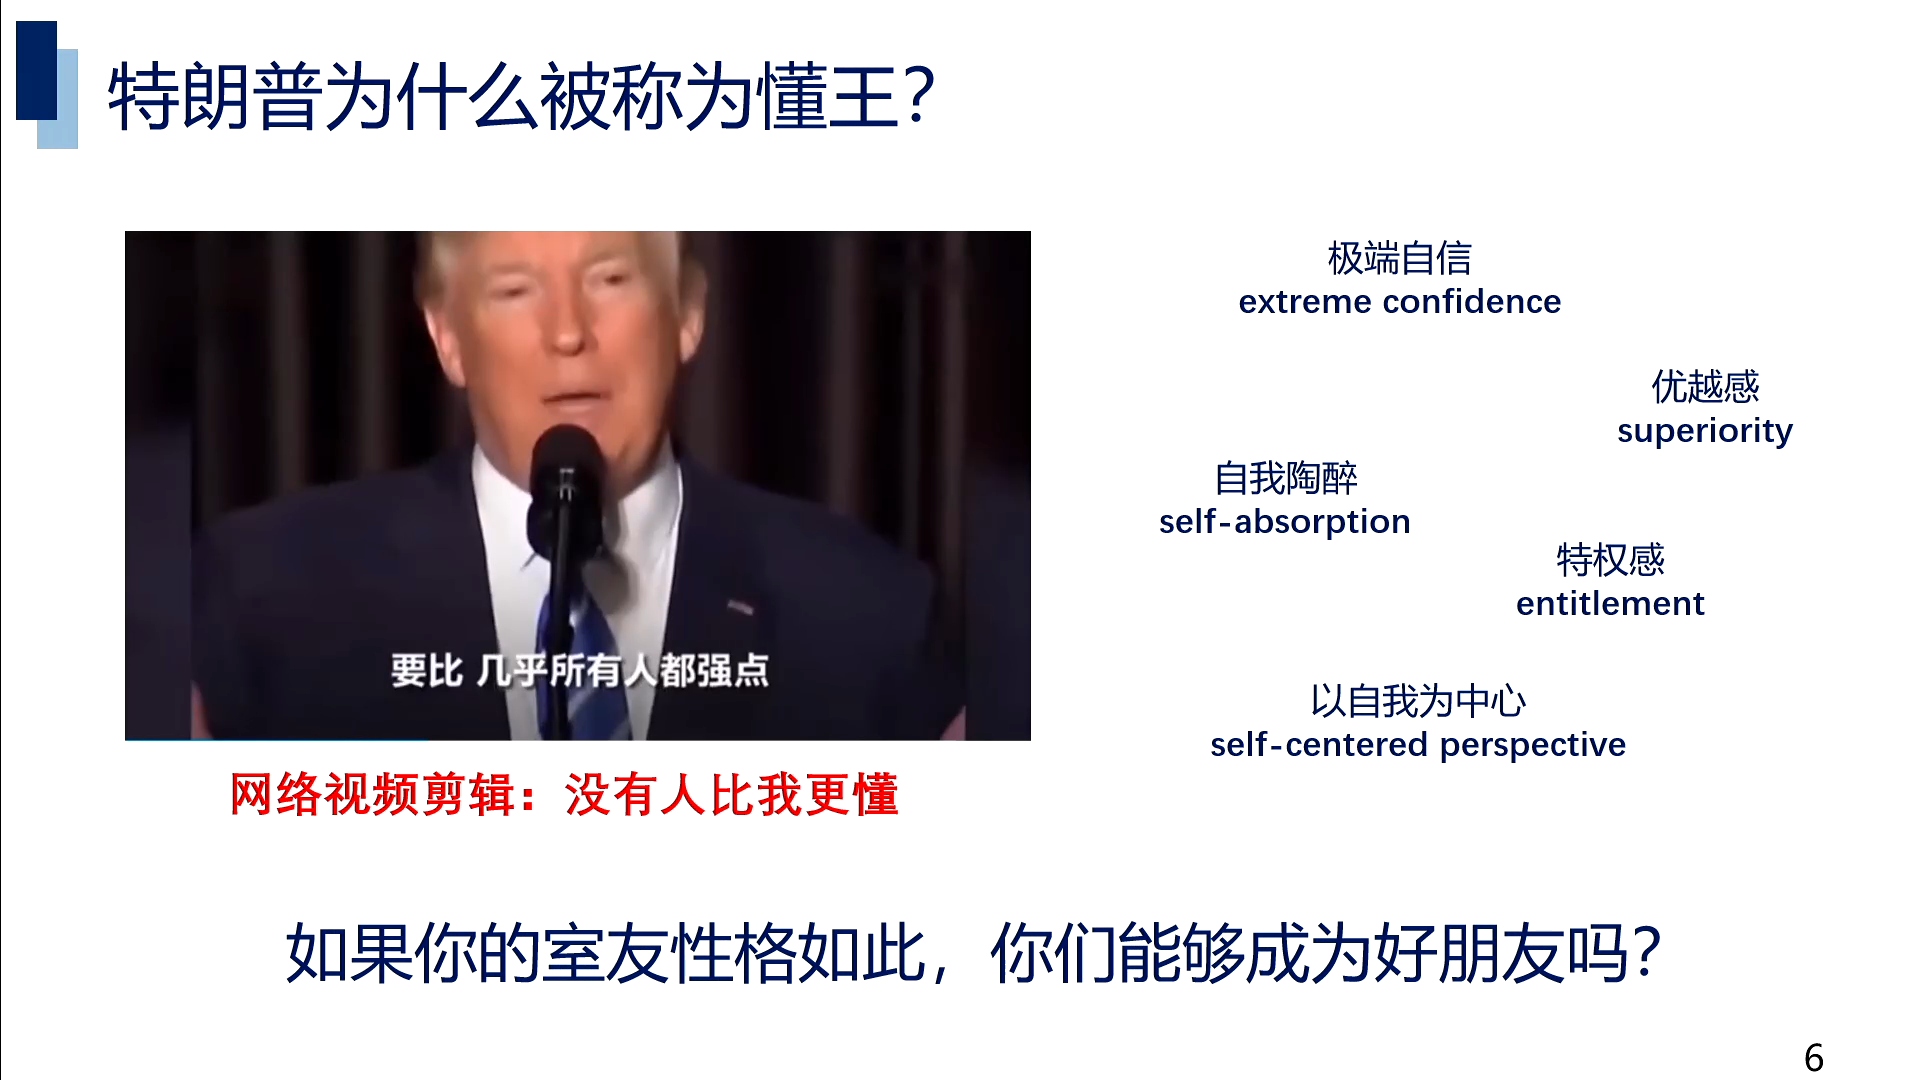 特朗普为什么被称为懂王?
要比 几乎所有人都强点
网络视频剪辑：没有人比我更懂
极端自信
extreme confidence
优越感
superiority
自我陶醉
self-absorption
特权感
entitlement
以自我为中心
self-centered perspective
如果你的室友性格如此，你们能够成为好朋友吗?
6